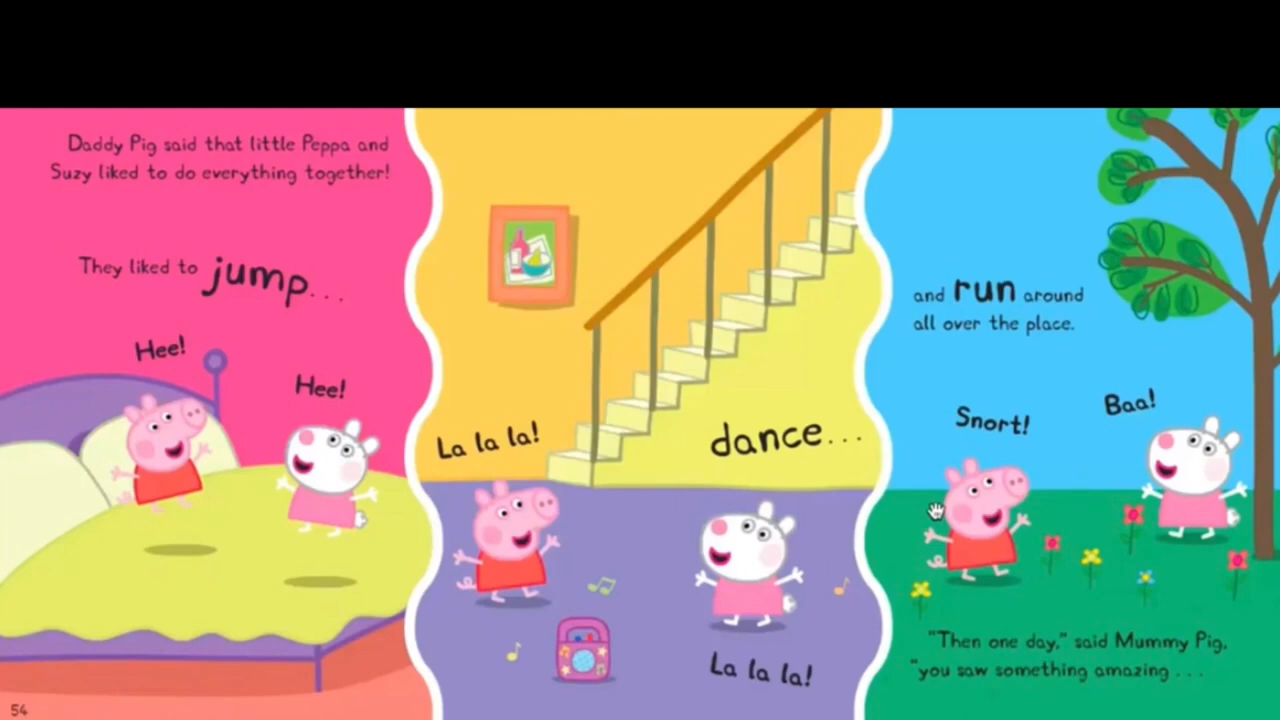 Daddy Pig said that little Peppa and
Suzy liked to do everything together!
They liked to jump...
Hee!
Hee!
La la la!
dance...
La la la!
and run around
all over the place.
Snort!
Baa!
"Then one day," said Mummy Pig,
"you saw something amazing . . .
54